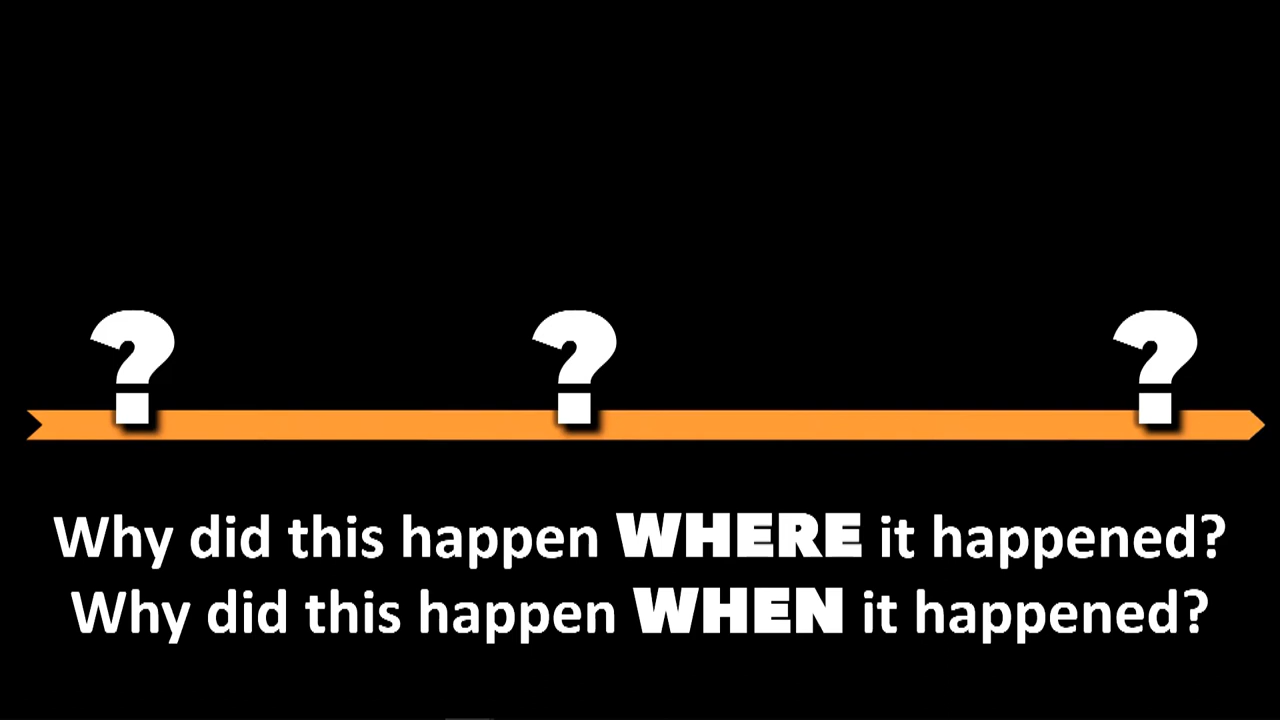 ? ? ?
Why did this happen WHERE it happened?
Why did this happen WHEN it happened?